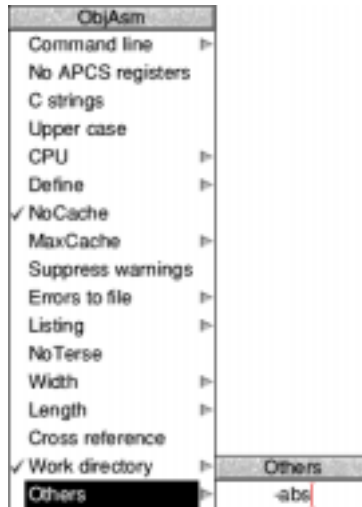 ObjAsm
Command line
No APCS registers
C strings
Upper case
CPU
Define
✓ NoCache
MaxCache
Suppress warnings
Errors to file
Listing
NoTerse
Width
Length
Cross reference
✓ Work directory
Others
Others
-abs